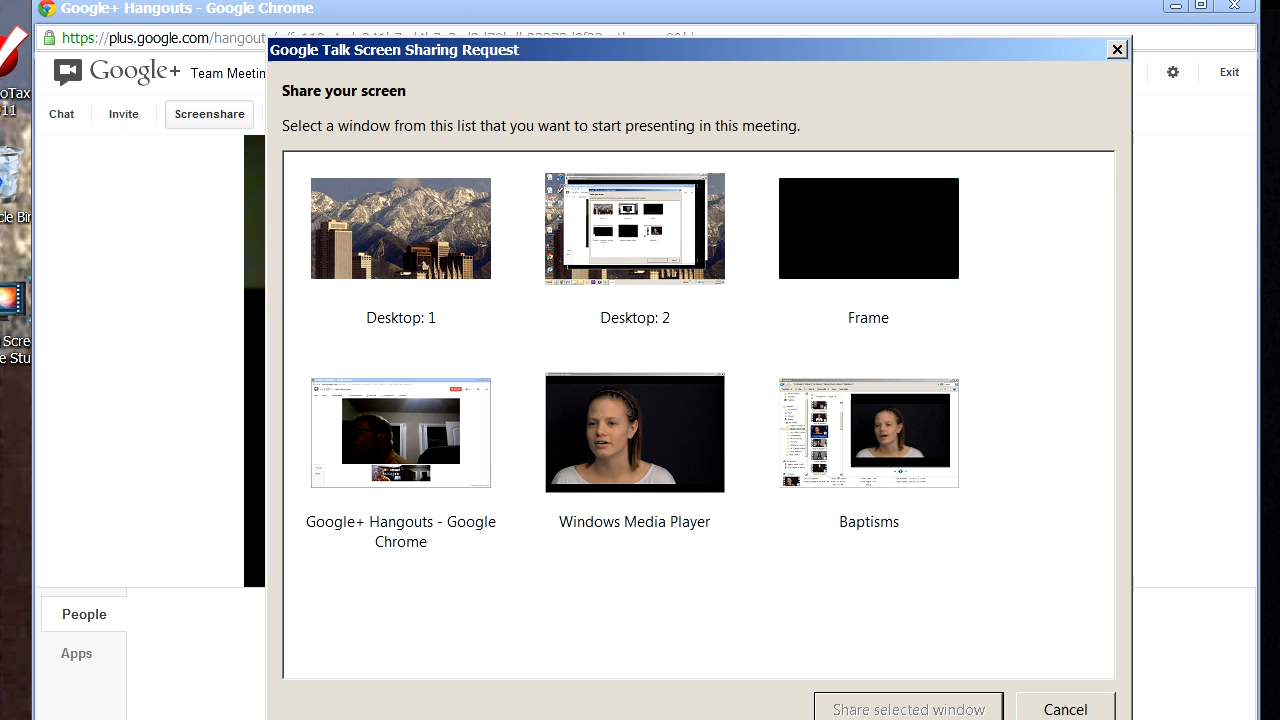 Google+ Hangouts - Google Chrome
https://plus.google.com/hangout
Google Talk Screen Sharing Request
Google+ Team Meetin
Exit
Share your screen
Chat Invite Screenshare
Select a window from this list that you want to start presenting in this meeting.
oTax
11
cle Bin
Scre
e Stu
Desktop: 1
Desktop: 2
Frame
Google+ Hangouts - Google
Chrome
Windows Media Player
Baptisms
People
Apps
Share selected window
Cancel